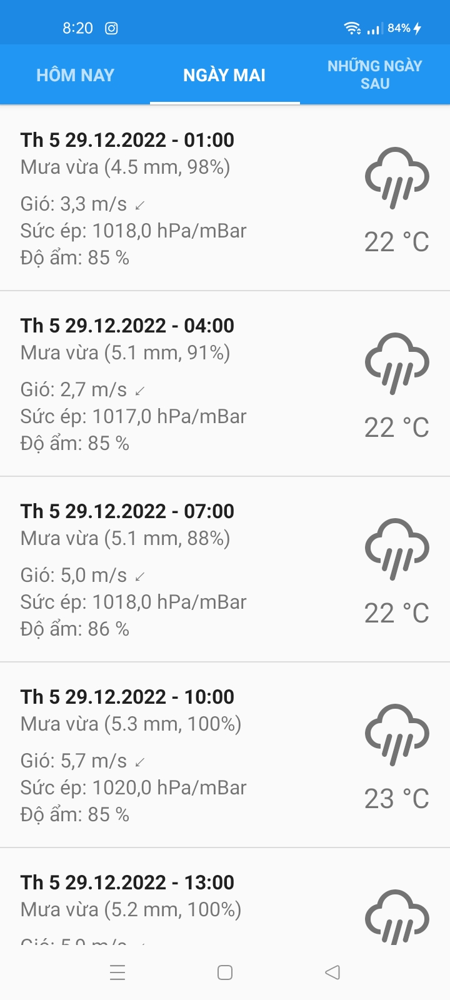 8:20
84%
HÔM NAY
NGÀY MAI
NHỮNG NGÀY
SAU
Th 5 29.12.2022 - 01:00
Mưa vừa (4.5 mm, 98%)
Gió: 3,3 m/s ↙
Sức ép: 1018,0 hPa/mBar
Độ ẩm: 85 %
22 °C
Th 5 29.12.2022 - 04:00
Mưa vừa (5.1 mm, 91%)
Gió: 2,7 m/s ↙
Sức ép: 1017,0 hPa/mBar
Độ ẩm: 85 %
22 °C
Th 5 29.12.2022 - 07:00
Mưa vừa (5.1 mm, 88%)
Gió: 5,0 m/s ↙
Sức ép: 1018,0 hPa/mBar
Độ ẩm: 86 %
22 °C
Th 5 29.12.2022 - 10:00
Mưa vừa (5.3 mm, 100%)
Gió: 5,7 m/s ↙
Sức ép: 1020,0 hPa/mBar
Độ ẩm: 85 %
23 °C
Th 5 29.12.2022 - 13:00
Mưa vừa (5.2 mm, 100%)